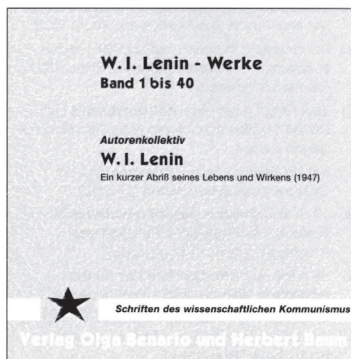 W. I. Lenin - Werke
Band 1 bis 40
Autorenkollektiv
W. I. Lenin
Ein kurzer Abriß seines Lebens und Wirkens (1947)
Schriften des wissenschaftlichen Kommunismus
Verlag Olga Benario und Herbert Baum